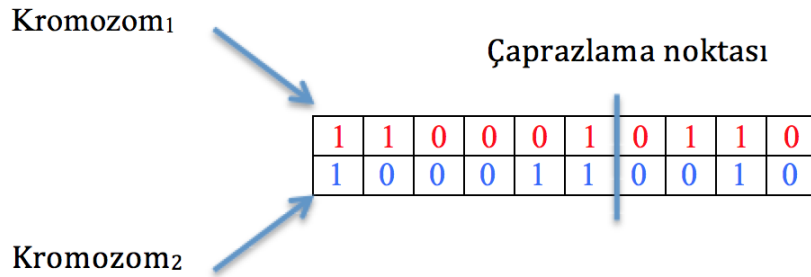 Kromozom₁
Çaprazlama noktası
1 1 0 0 0 1 0 1 1 0
1 0 0 0 1 1 0 0 1 0
Kromozom₂